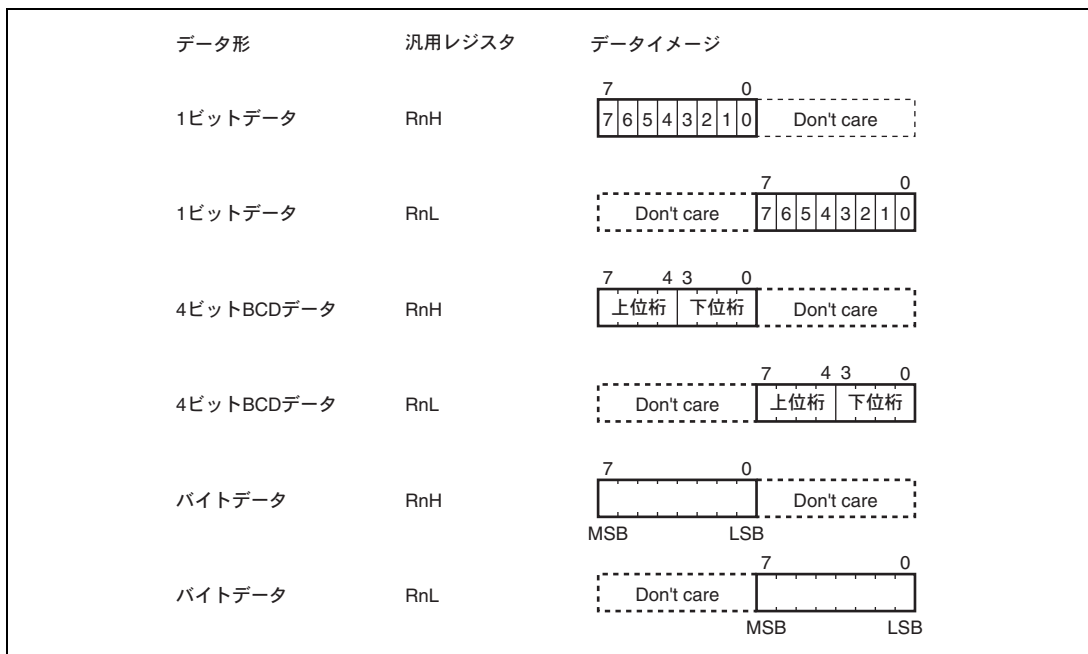 データ形 汎用レジスタ データイメージ
7 0
1ビットデータ RnH 7 6 5 4 3 2 1 0 Don't care
7 0
1ビットデータ RnL Don't care 7 6 5 4 3 2 1 0
7 4 3 0
4ビットBCDデータ RnH 上位桁 下位桁 Don't care
7 4 3 0
4ビットBCDデータ RnL Don't care 上位桁 下位桁
7 0
バイトデータ RnH Don't care
MSB LSB
7 0
バイトデータ RnL Don't care
MSB LSB